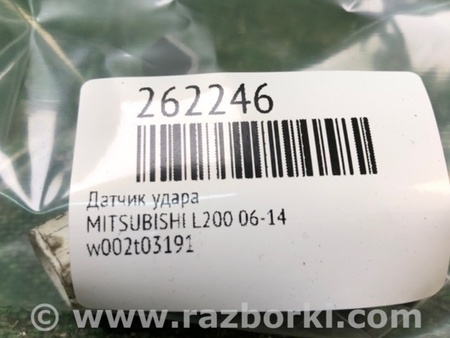 262246
Датчик удара
MITSUBISHI L200 06-14
w002t03191
© www.razborki.com